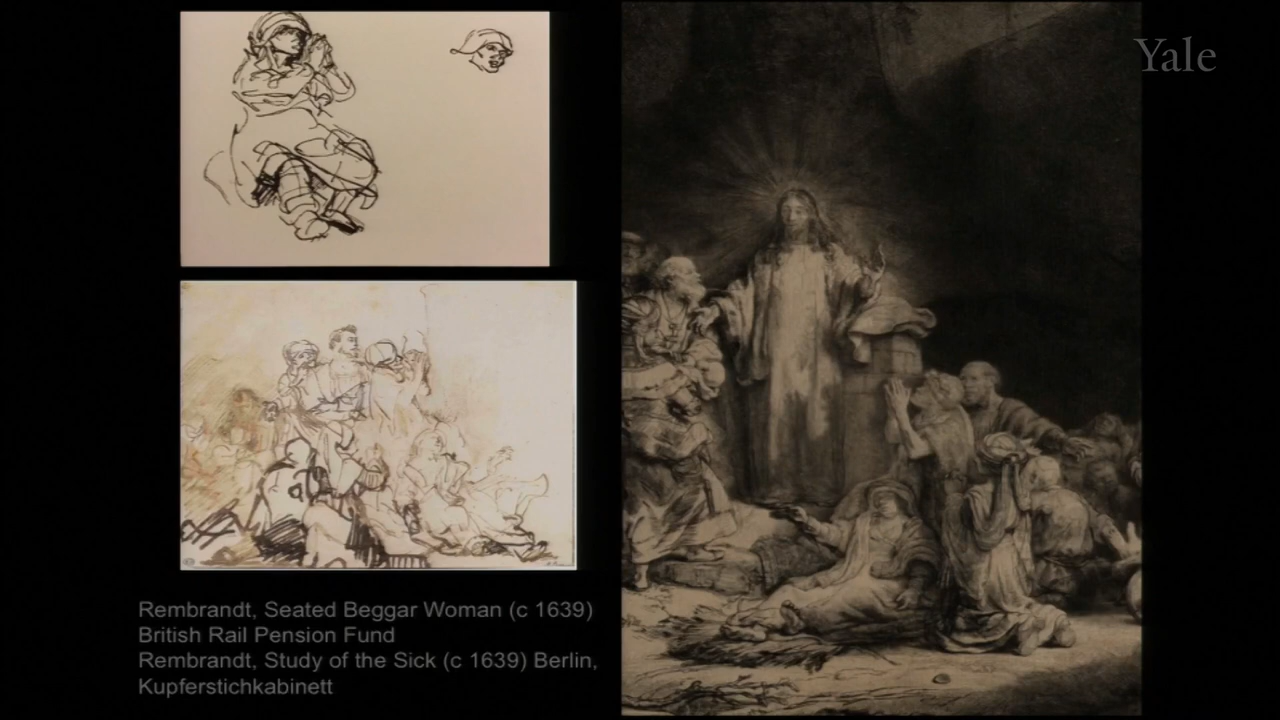 Yale
Rembrandt, Seated Beggar Woman (c 1639)
British Rail Pension Fund
Rembrandt, Study of the Sick (c 1639) Berlin,
Kupferstichkabinett